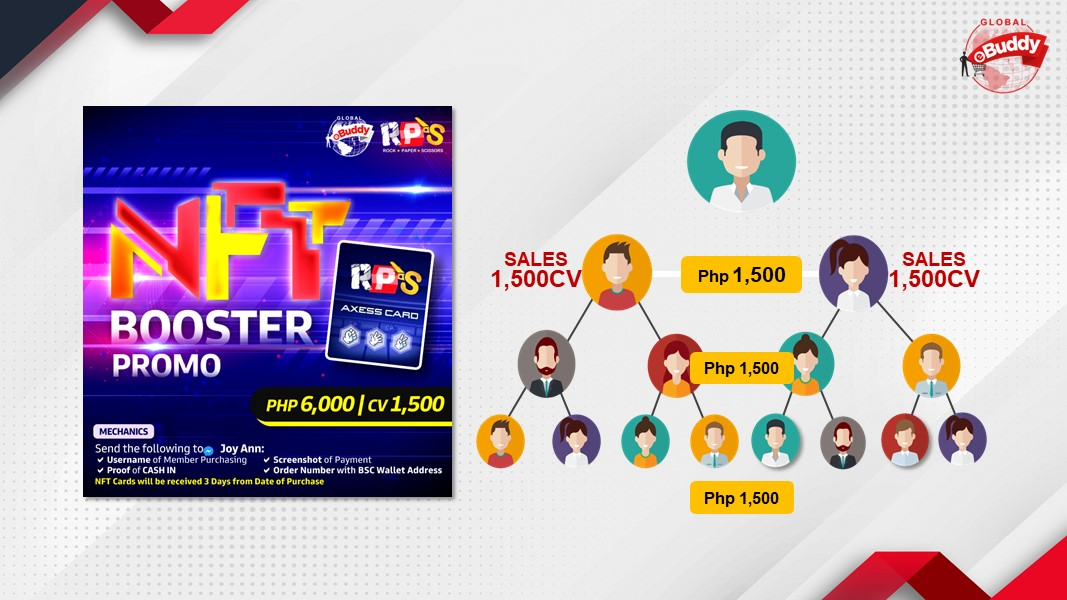 GLOBAL
eBuddy
GLOBAL
eBuddy
RP'S
ROCK • PAPER • SCISSORS
NFT
RP'S
AXESS CARD
BOOSTER
PROMO
PHP 6,000 | CV 1,500
MECHANICS
Send the following to Joy Ann:
✓ Username of Member Purchasing
✓ Screenshot of Payment
✓ Proof of CASH IN
✓ Order Number with BSC Wallet Address
NFT Cards will be received 3 Days from Date of Purchase
SALES
1,500CV
Php 1,500
SALES
1,500CV
Php 1,500
Php 1,500